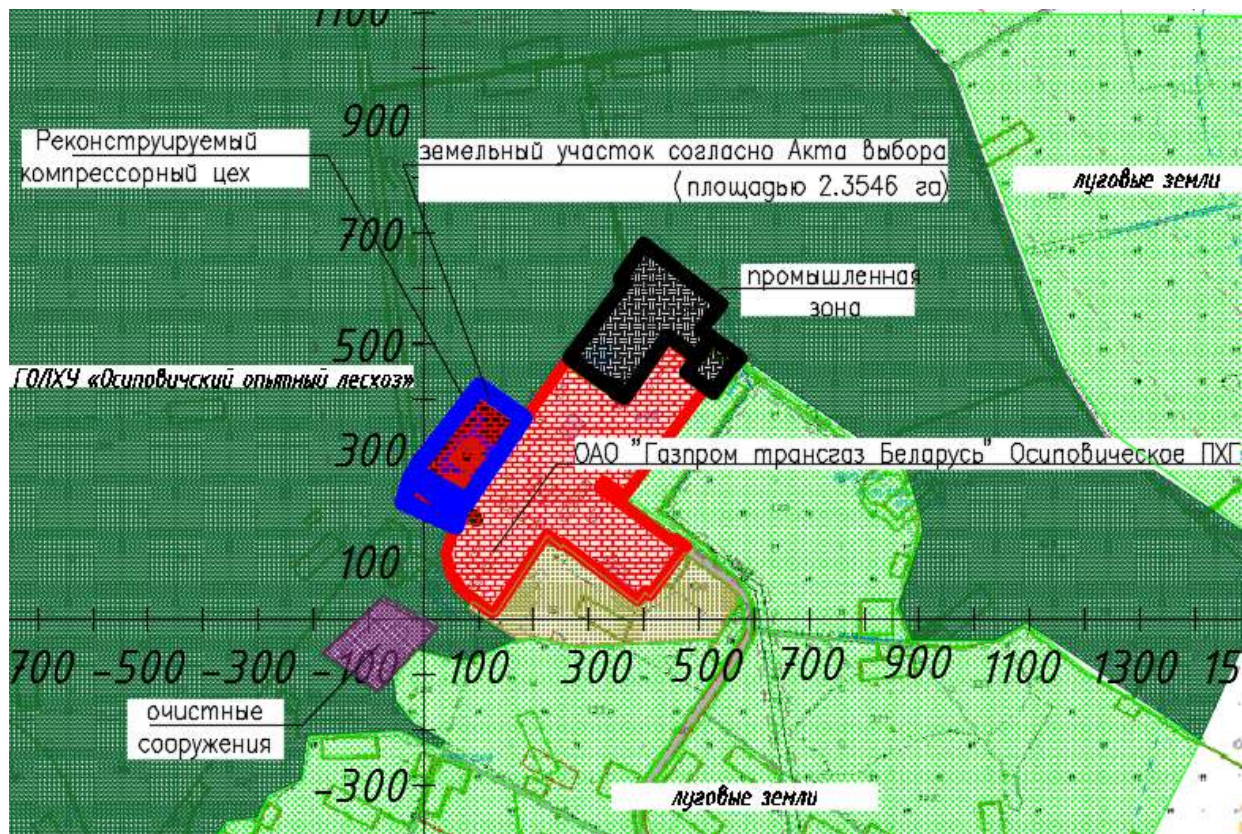 1100
Реконструируемый
компрессорный цех
900
земельный участок согласно Акта выбора
(площадью 2.3546 га)
луговые земли
700
промышленная
зона
500
ГОЛХУ «Осиповичский опытный лесхоз»
300
ОАО "Газпром трансгаз Беларусь" Осиповическое ПХГ
100
700 -500 -300 -100 100 300 500 700 900 1100 1300 15
очистные
сооружения
-300
луговые земли